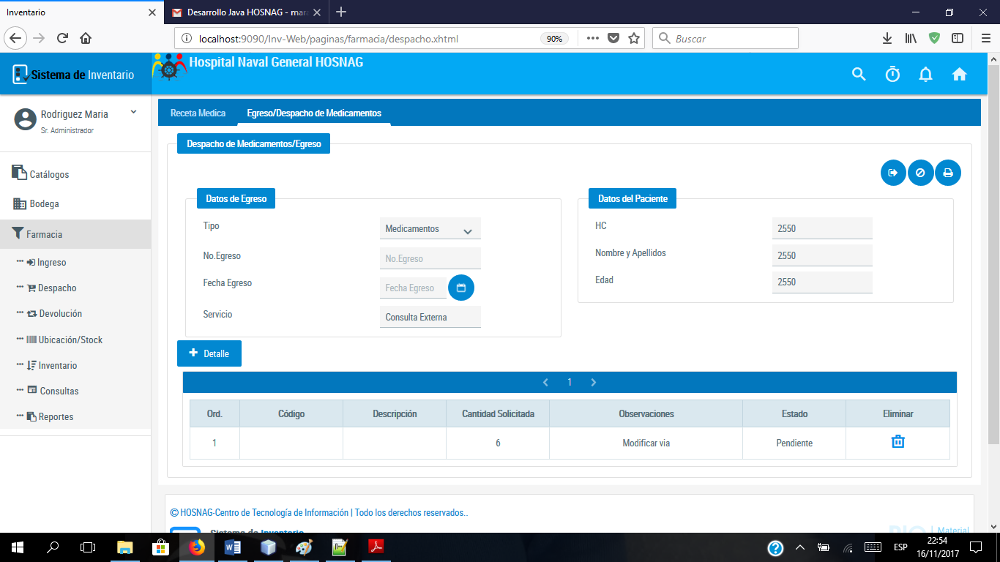 Inventario
Desarrollo Java HOSNAG - mar
localhost:9090/Inv-Web/paginas/farmacia/despacho.xhtml
90%
Buscar
Sistema de Inventario
Hospital Naval General HOSNAG
Rodriguez Maria
Sr. Administrador
Catálogos
Bodega
Farmacia
Ingreso
Despacho
Devolución
Ubicación/Stock
Inventario
Consultas
Reportes
Receta Medica
Egreso/Despacho de Medicamentos
Despacho de Medicamentos/Egreso
Datos de Egreso
Tipo
Medicamentos
No.Egreso
No.Egreso
Fecha Egreso
Fecha Egreso
Servicio
Consulta Externa
Datos del Paciente
HC
2550
Nombre y Apellidos
2550
Edad
2550
+ Detalle
1
Ord. Código Descripción Cantidad Solicitada Observaciones Estado Eliminar
1 6 Modificar via Pendiente
© HOSNAG-Centro de Tecnología de Información | Todo los derechos reservados..
Sistema de Inventario
BIO | Material
ESP
22:54
16/11/2017